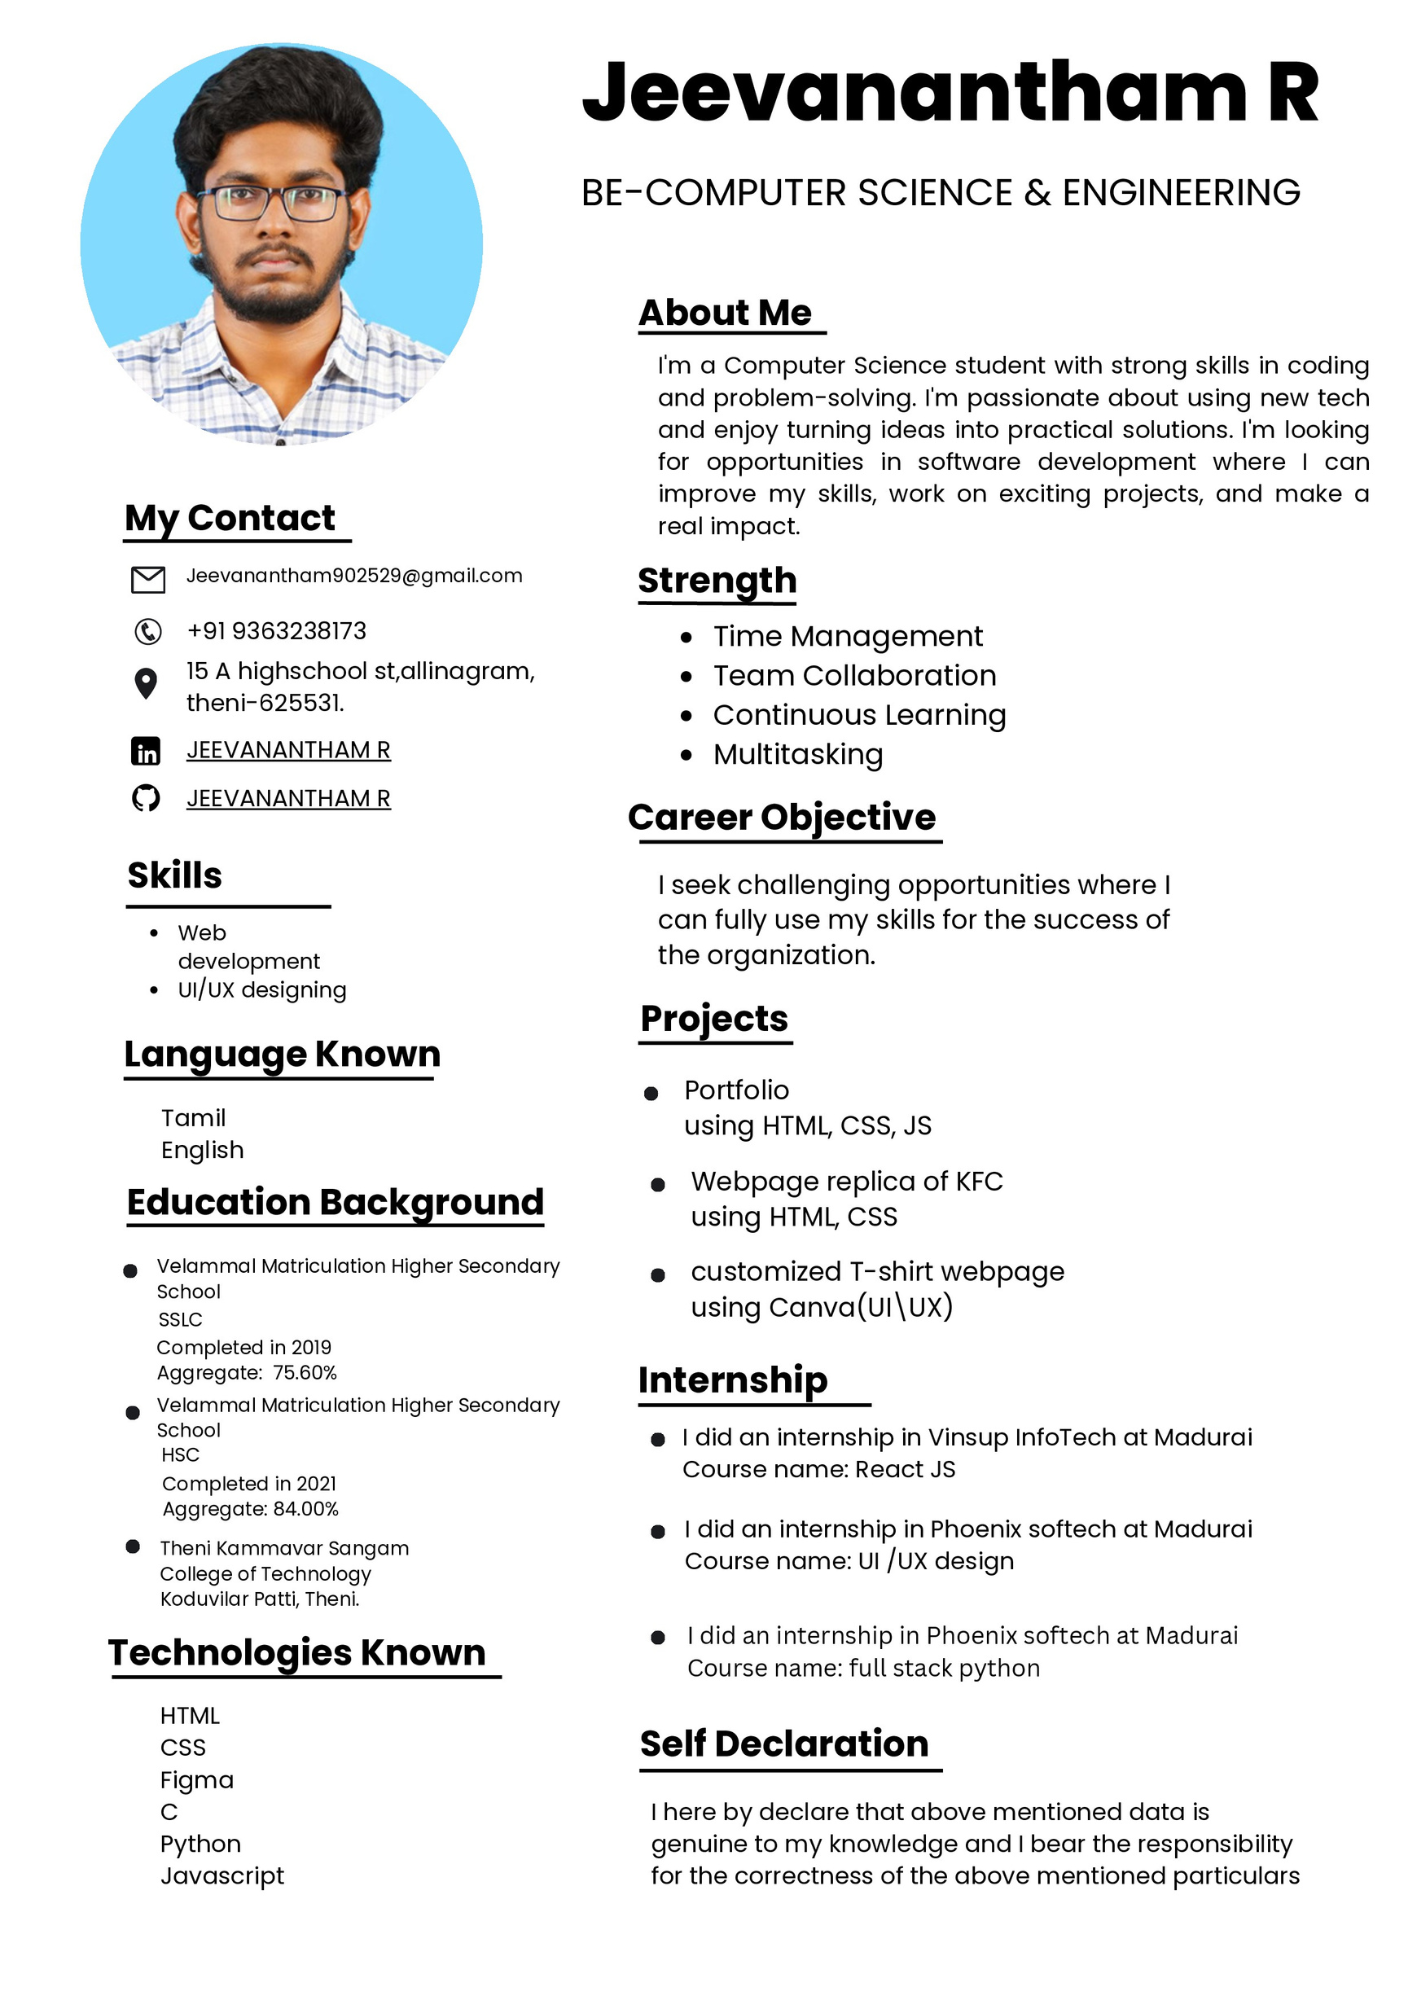 Jeevanantham R
BE-COMPUTER SCIENCE & ENGINEERING
My Contact
Jeevanantham902529@gmail.com
+91 9363238173
15 A highschool st,allinagram,
theni-625531.
in JEEVANANTHAM R
JEEVANANTHAM R
Skills
• Web
development
• UI/UX designing
Language Known
Tamil
English
Education Background
• Velammal Matriculation Higher Secondary
School
SSLC
Completed in 2019
Aggregate: 75.60%
• Velammal Matriculation Higher Secondary
School
HSC
Completed in 2021
Aggregate: 84.00%
• Theni Kammavar Sangam
College of Technology
Koduvilar Patti, Theni.
Technologies Known
HTML
CSS
Figma
C
Python
Javascript
About Me
I'm a Computer Science student with strong skills in coding
and problem-solving. I'm passionate about using new tech
and enjoy turning ideas into practical solutions. I'm looking
for opportunities in software development where I can
improve my skills, work on exciting projects, and make a
real impact.
Strength
• Time Management
• Team Collaboration
• Continuous Learning
• Multitasking
Career Objective
I seek challenging opportunities where I
can fully use my skills for the success of
the organization.
Projects
• Portfolio
using HTML, CSS, JS
• Webpage replica of KFC
using HTML, CSS
• customized T-shirt webpage
using Canva(UI\UX)
Internship
• I did an internship in Vinsup InfoTech at Madurai
Course name: React JS
• I did an internship in Phoenix softech at Madurai
Course name: UI /UX design
• I did an internship in Phoenix softech at Madurai
Course name: full stack python
Self Declaration
I here by declare that above mentioned data is
genuine to my knowledge and I bear the responsibility
for the correctness of the above mentioned particulars